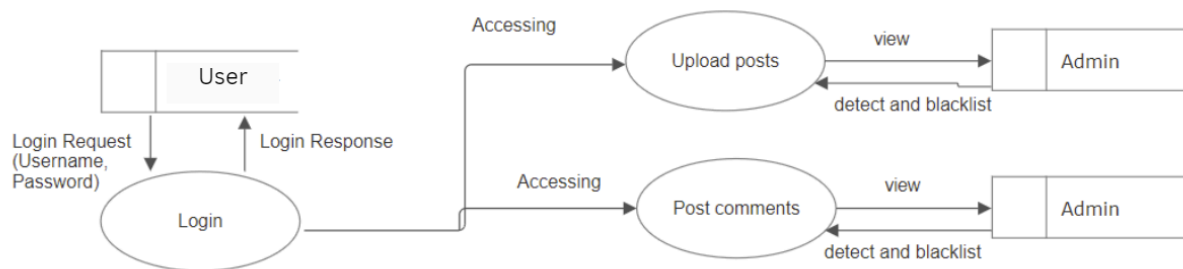 Accessing
User
Upload posts
view
Admin
detect and blacklist
Login Request
(Username,
Password)
Login Response
Accessing
Login
Post comments
view
Admin
detect and blacklist